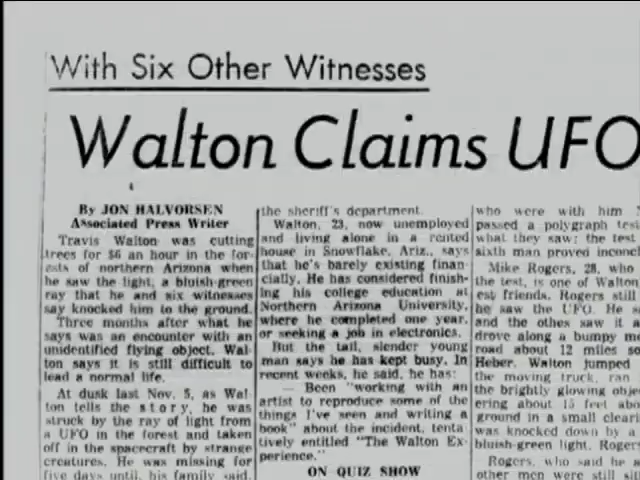 With Six Other Witnesses
Walton Claims UFO
By JON HALVORSEN
Associated Press Writer
Travis Walton was cutting
trees for $6 an hour in the for-
ests of northern Arizona when
he saw the light, a bluish-green
ray that he and six witnesses
say knocked him to the ground.
Three months after what he
says was an encounter with an
unidentified flying object, Wal-
ton says it is still difficult to
lead a normal life.
At dusk last Nov. 5, as Wal-
ton tells the story, he was
struck by the ray of light from
a UFO in the forest and taken
off in the spacecraft by strange
creatures. He was missing for
five days until, his family said,
the sheriff's department.
Walton, 23, now unemployed
and living alone in a rented
house in Snowflake, Ariz., says
that he's barely existing finan-
cially. He has considered finish-
ing his college education at
Northern Arizona University,
where he completed one year,
or seeking a job in electronics.
But the tall, slender young
man says he has kept busy. In
recent weeks, he said, he has:
— Been "working with an
artist to reproduce some of the
things I've seen and writing a
book" about the incident, tenta-
tively entitled "The Walton Ex-
perience."
ON QUIZ SHOW
who were with him
passed a polygraph test
what they saw; the test
sixth man proved inconcl
Mike Rogers, 28, who
the test, is one of Walton
est friends. Rogers still
he saw the UFO. He s
and the othes saw it a
drove along a bumpy m
road about 12 miles so
Heber. Walton jumped
the moving truck, ran
the brightly glowing obje
ering about 15 feet abo
ground in a small cleari
was knocked down by a
bluish-green light, Rogers
Rogers, who said he a
other men were still si